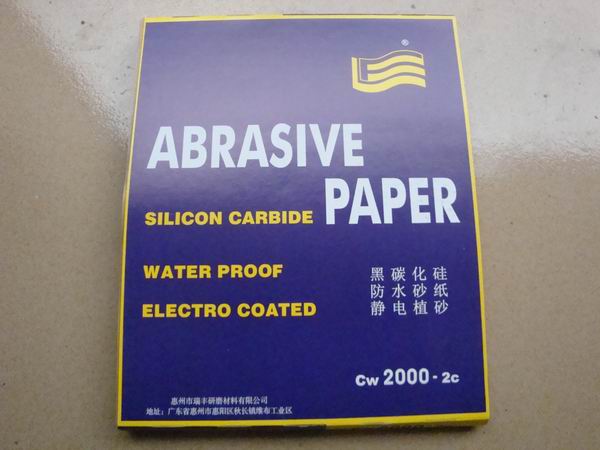 ®
ABRASIVE
PAPER
SILICON CARBIDE
WATER PROOF
ELECTRO COATED
黑碳化硅
防水砂纸
静电植砂
Cw 2000 - 2c
惠州市瑞丰研磨材料有限公司
地址：广东省惠州市惠阳区秋长镇维布工业区